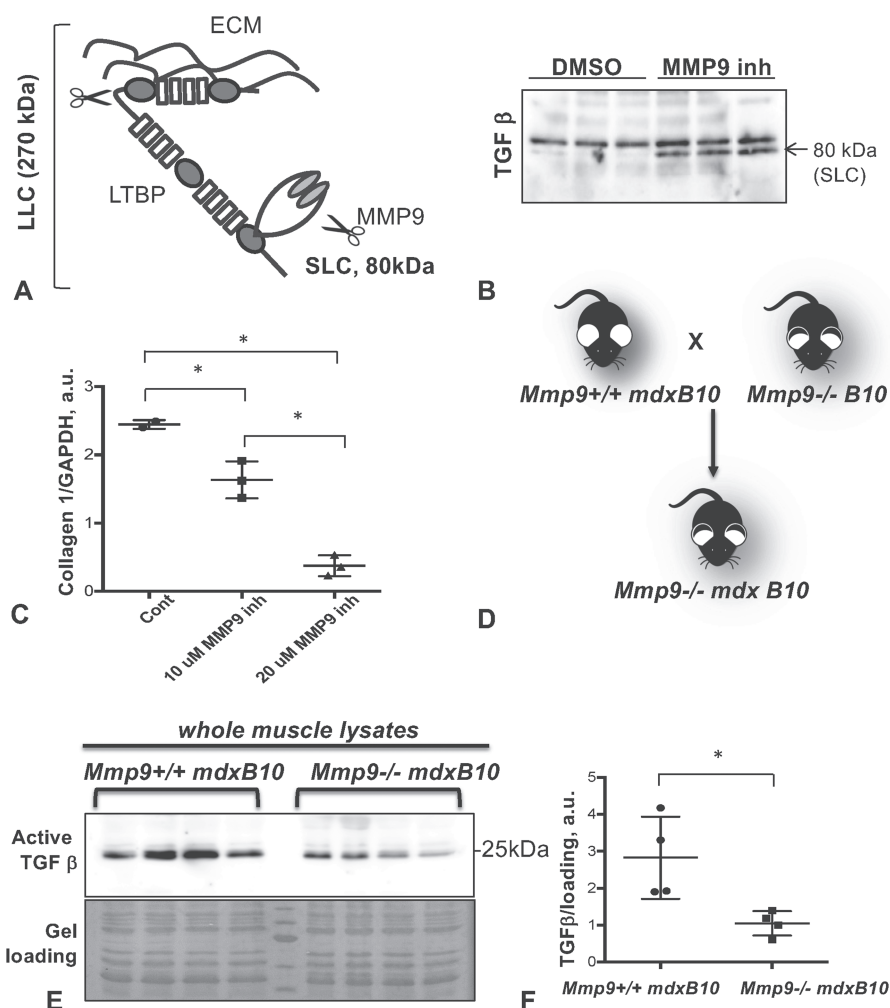 ECM
LLC (270 kDa)
LTBP
MMP9
SLC, 80kDa
A
DMSO MMP9 inh
TGF β
80 kDa
(SLC)
B
*
*
*
Collagen 1/GAPDH, a.u.
3
2
1
0
Cont
10 uM MMP9 inh
20 uM MMP9 inh
C
X
Mmp9+/+ mdxB10 Mmp9-/- B10
Mmp9-/- mdx B10
D
whole muscle lysates
Mmp9+/+ mdxB10 Mmp9-/- mdxB10
Active
TGF β
-25kDa
Gel
loading
E
*
TGFβ/loading, a.u.
5
4
3
2
1
0
Mmp9+/+ mdxB10 Mmp9-/- mdxB10
F